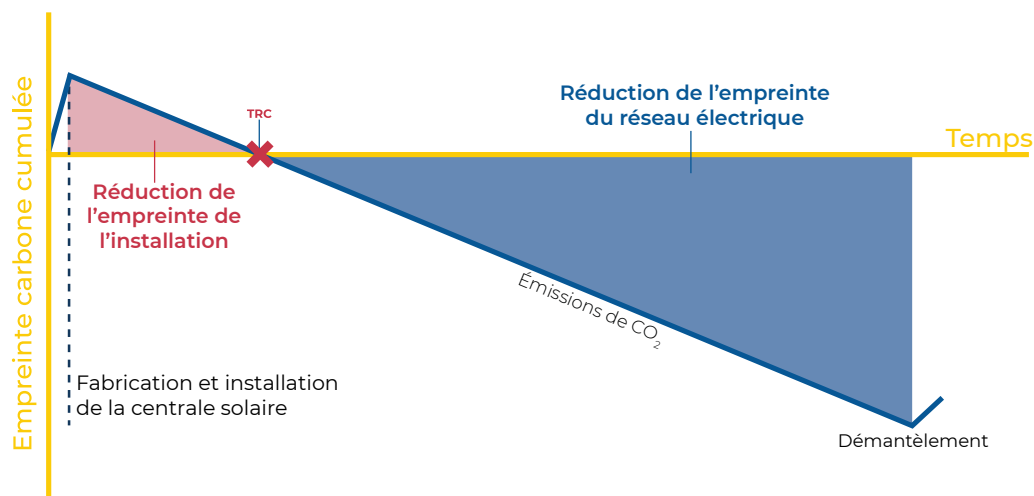 Empreinte carbone cumulée
TRC
Réduction de l’empreinte
du réseau électrique
Temps
Réduction de
l’empreinte de
l’installation
Émissions de CO₂
Fabrication et installation
de la centrale solaire
Démantèlement